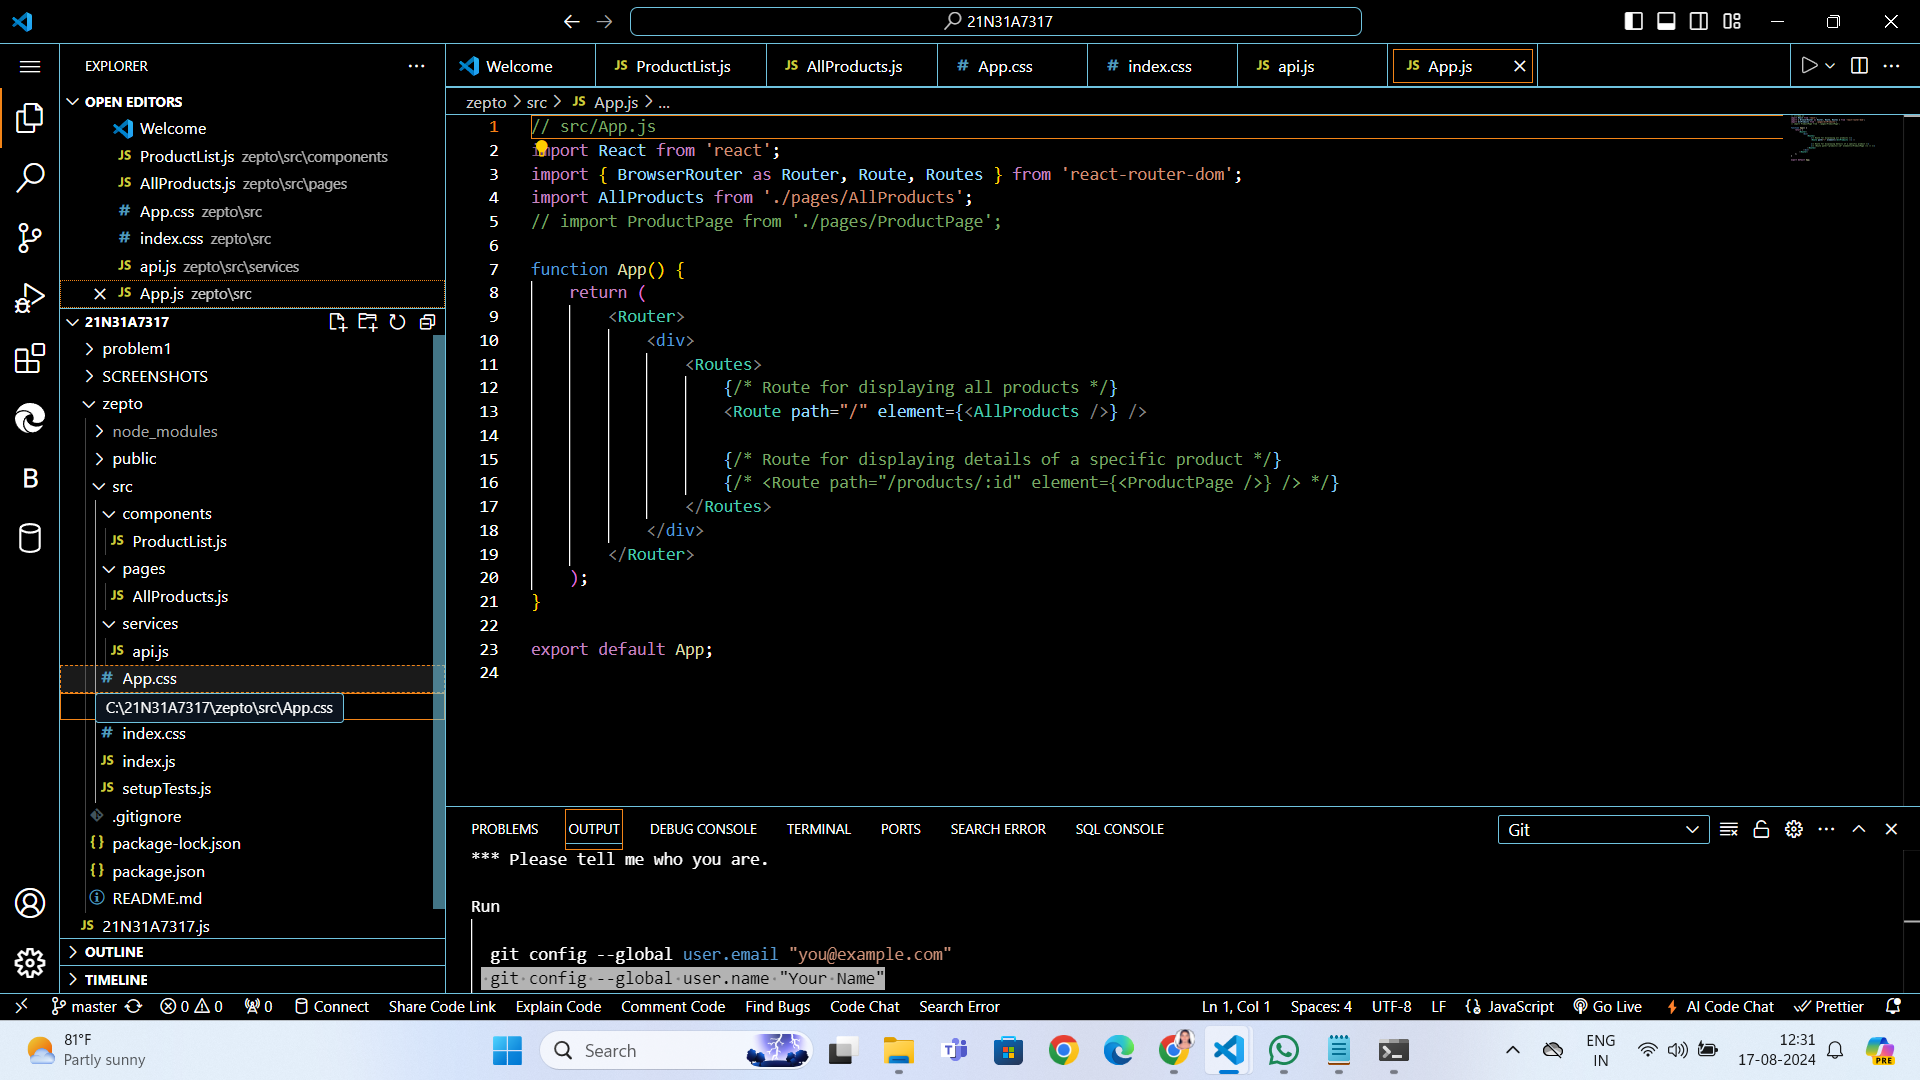 21N31A7317
EXPLORER
OPEN EDITORS
Welcome
JS ProductList.js zepto\src\components
JS AllProducts.js zepto\src\pages
# App.css zepto\src
# index.css zepto\src
JS api.js zepto\src\services
JS App.js zepto\src
21N31A7317
problem1
SCREENSHOTS
zepto
node_modules
public
src
components
JS ProductList.js
pages
JS AllProducts.js
services
JS api.js
# App.css
C:\21N31A7317\zepto\src\App.css
# index.css
JS index.js
JS setupTests.js
.gitignore
{} package-lock.json
{} package.json
README.md
JS 21N31A7317.js
OUTLINE
TIMELINE
B
Welcome JS ProductList.js JS AllProducts.js # App.css # index.css JS api.js JS App.js
zepto > src > JS App.js > ...
1 // src/App.js
2 import React from 'react';
3 import { BrowserRouter as Router, Route, Routes } from 'react-router-dom';
4 import AllProducts from './pages/AllProducts';
5 // import ProductPage from './pages/ProductPage';
6
7 function App() {
8 return (
9 <Router>
10 <div>
11 <Routes>
12 {/* Route for displaying all products */}
13 <Route path="/" element={<AllProducts />} />
14
15 {/* Route for displaying details of a specific product */}
16 {/* <Route path="/products/:id" element={<ProductPage />} /> */}
17 </Routes>
18 </div>
19 </Router>
20 );
21 }
22
23 export default App;
24
PROBLEMS OUTPUT DEBUG CONSOLE TERMINAL PORTS SEARCH ERROR SQL CONSOLE Git
*** Please tell me who you are.
Run
git config --global user.email "you@example.com"
git config --global user.name "Your Name"
master 0 0 0 Connect Share Code Link Explain Code Comment Code Find Bugs Code Chat Search Error Ln 1, Col 1 Spaces: 4 UTF-8 LF {} JavaScript Go Live AI Code Chat Prettier
81°F
Partly sunny
Search
ENG
IN
12:31
17-08-2024
PRE